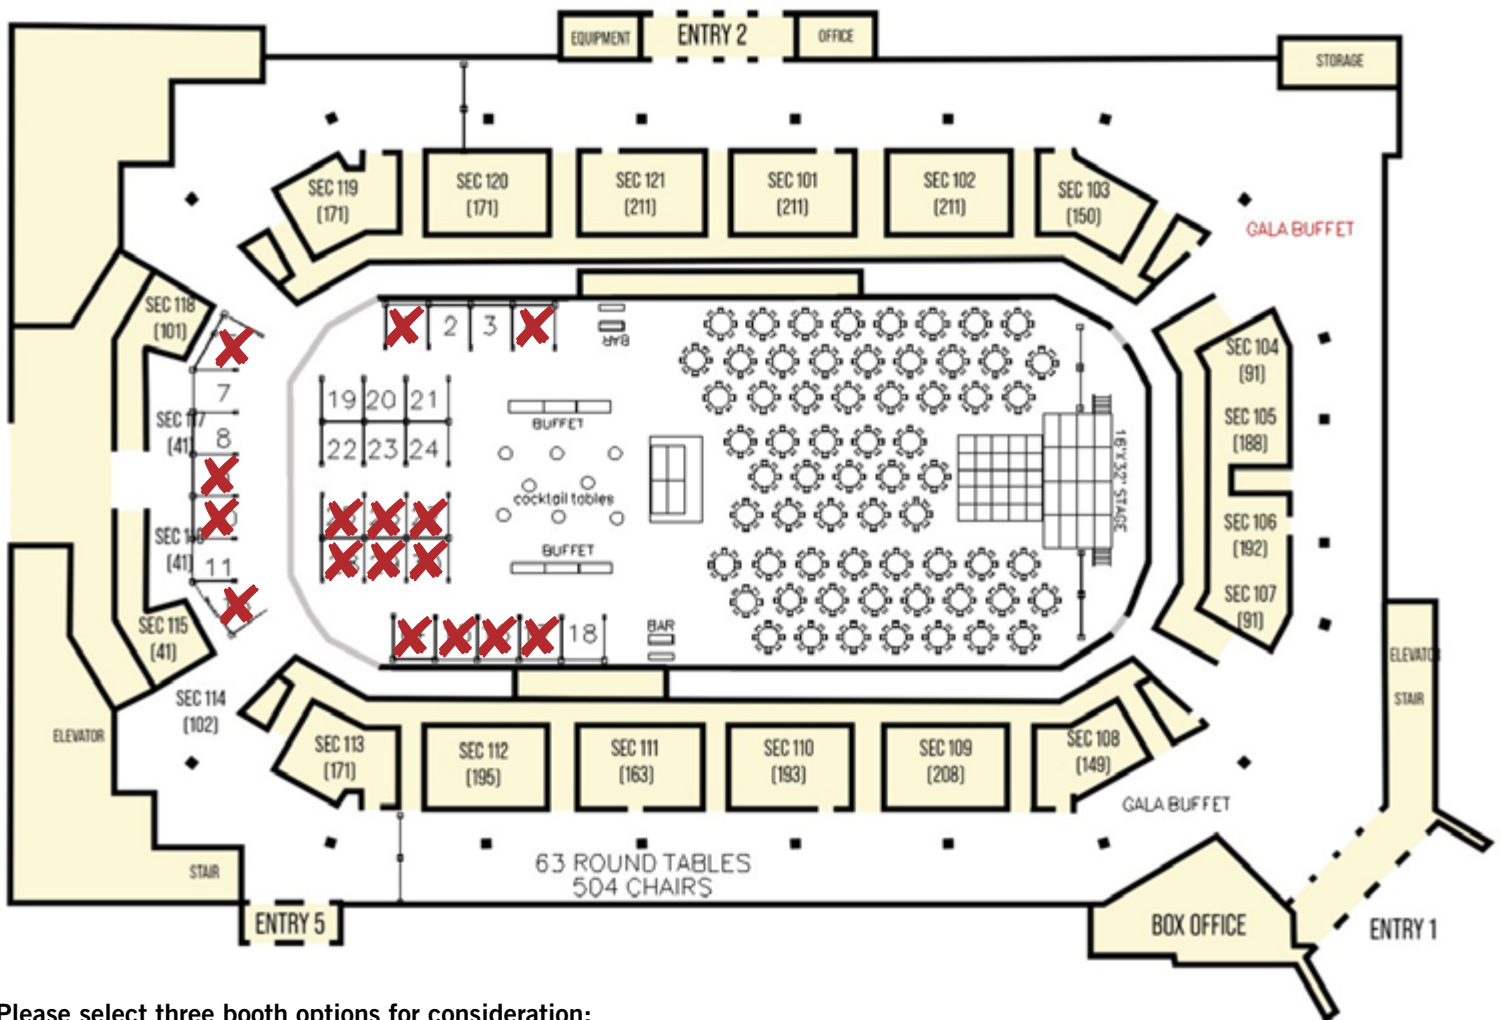 EQUIPMENT
ENTRY 2
OFFICE
STORAGE
SEC 119
(171)
SEC 120
(171)
SEC 121
(211)
SEC 101
(211)
SEC 102
(211)
SEC 103
(150)
GALA BUFFET
SEC 118
(101)
2
3
BAR
SEC 104
(91)
7
19
20
21
BUFFET
SEC 105
(188)
(41)
8
22
23
24
cocktail tables
16'X32' STAGE
SEC 106
(192)
(41)
11
BUFFET
SEC 107
(91)
SEC 115
(41)
18
BAR
SEC 114
(102)
ELEVATOR
STAIR
ELEVATOR
SEC 113
(171)
SEC 112
(195)
SEC 111
(163)
SEC 110
(193)
SEC 109
(208)
SEC 108
(149)
GALA BUFFET
63 ROUND TABLES
504 CHAIRS
STAIR
ENTRY 5
BOX OFFICE
ENTRY 1
Please select three booth options for consideration: